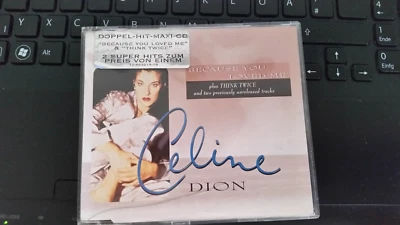 DOPPEL-HIT-MAXI-CD
"BECAUSE YOU LOVED ME"
& "THINK TWICE"
2 SUPER-HITS ZUM
PREIS VON EINEM
BECAUSE YOU
LOVED ME
plus THINK TWICE
and two previously unreleased tracks
Celine
DION